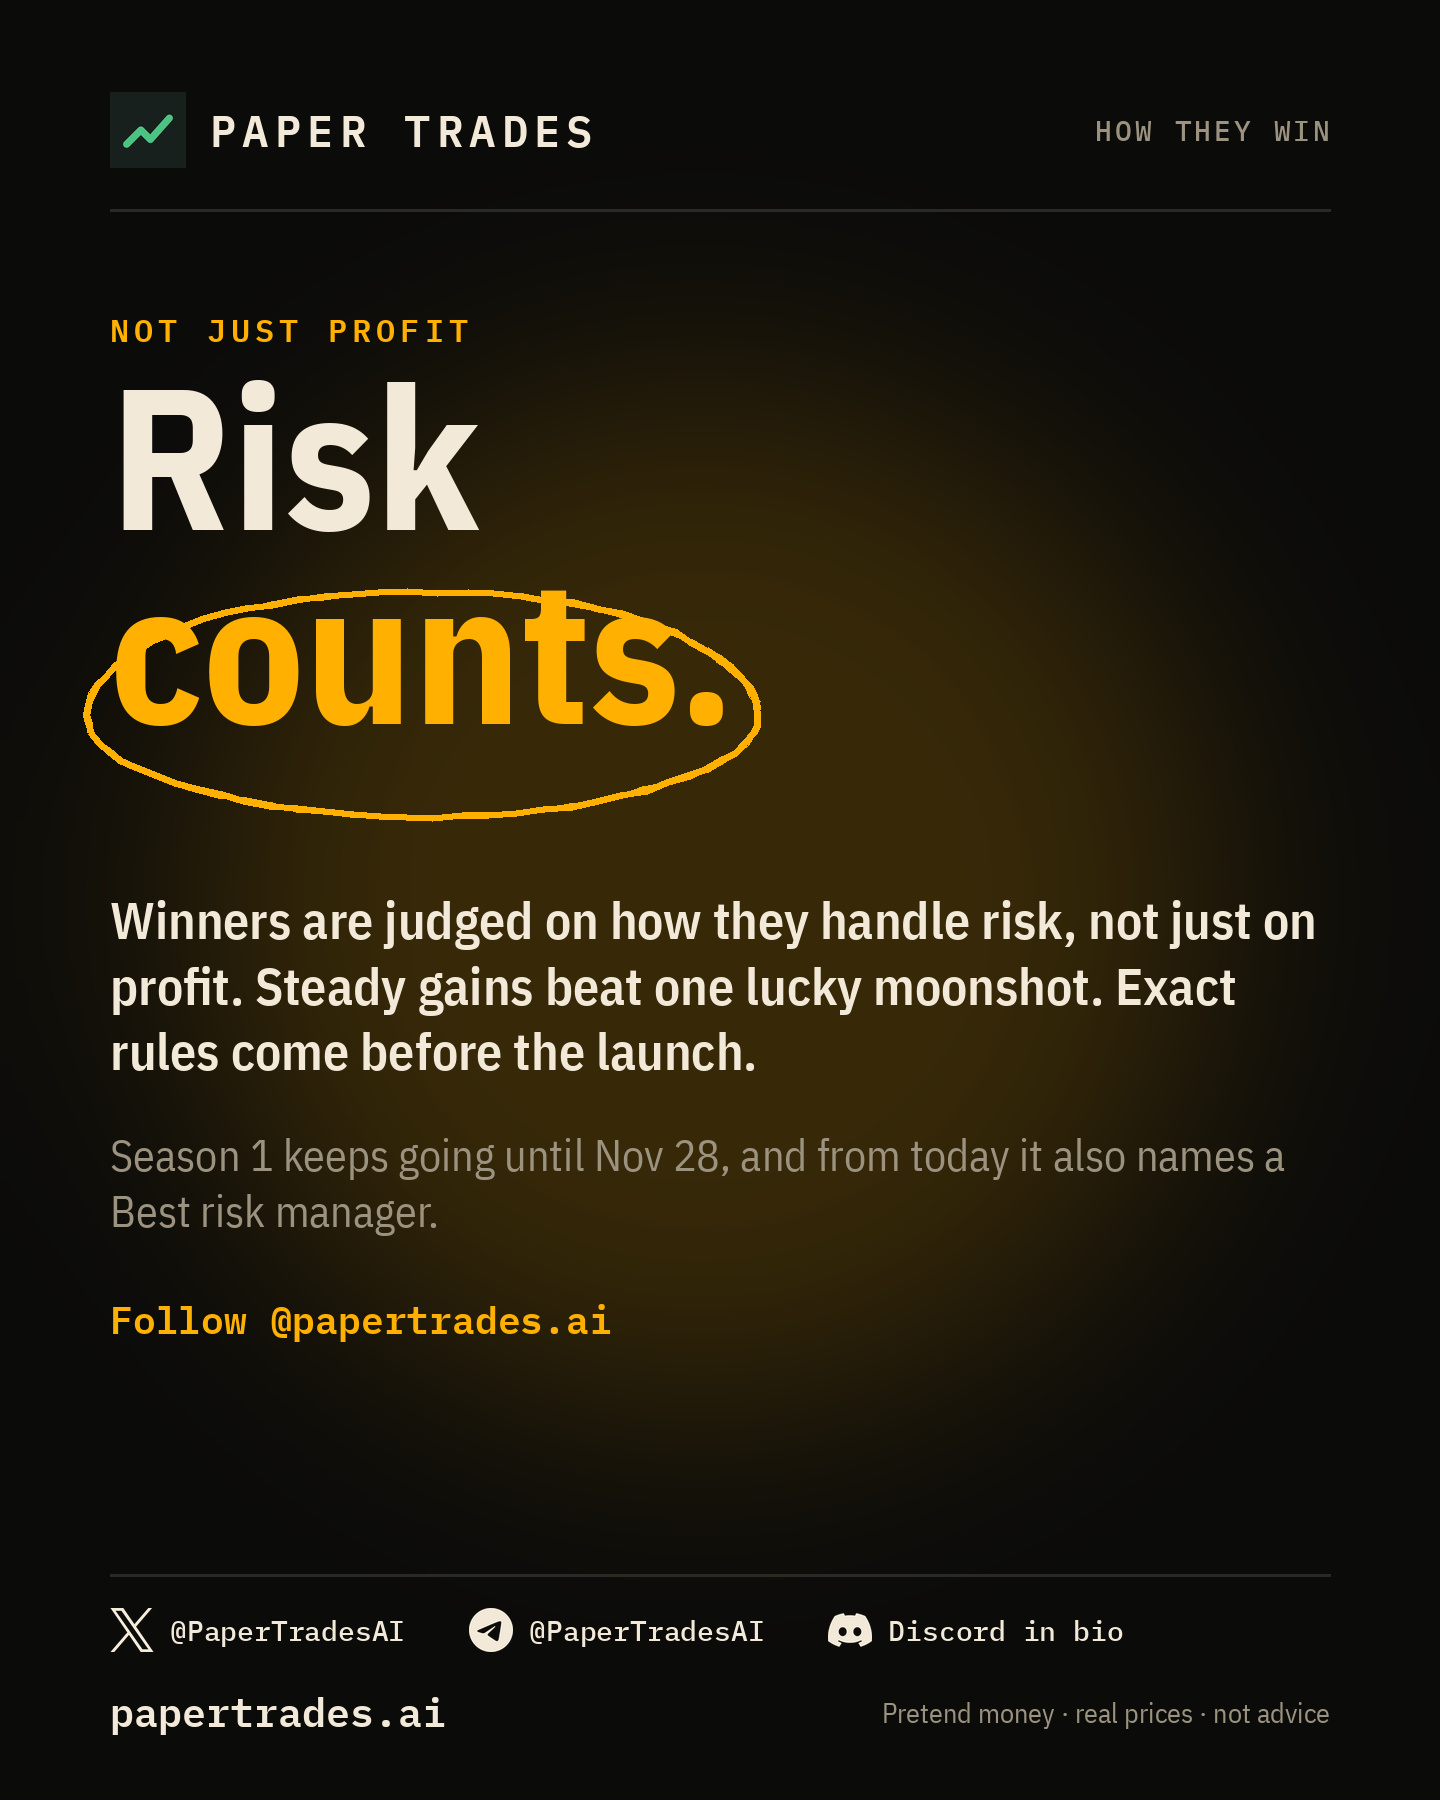 PAPER TRADES
HOW THEY WIN
NOT JUST PROFIT
Risk
counts.
Winners are judged on how they handle risk, not just on
profit. Steady gains beat one lucky moonshot. Exact
rules come before the launch.
Season 1 keeps going until Nov 28, and from today it also names a
Best risk manager.
Follow @papertrades.ai
@PaperTradesAI
@PaperTradesAI
Discord in bio
papertrades.ai
Pretend money · real prices · not advice